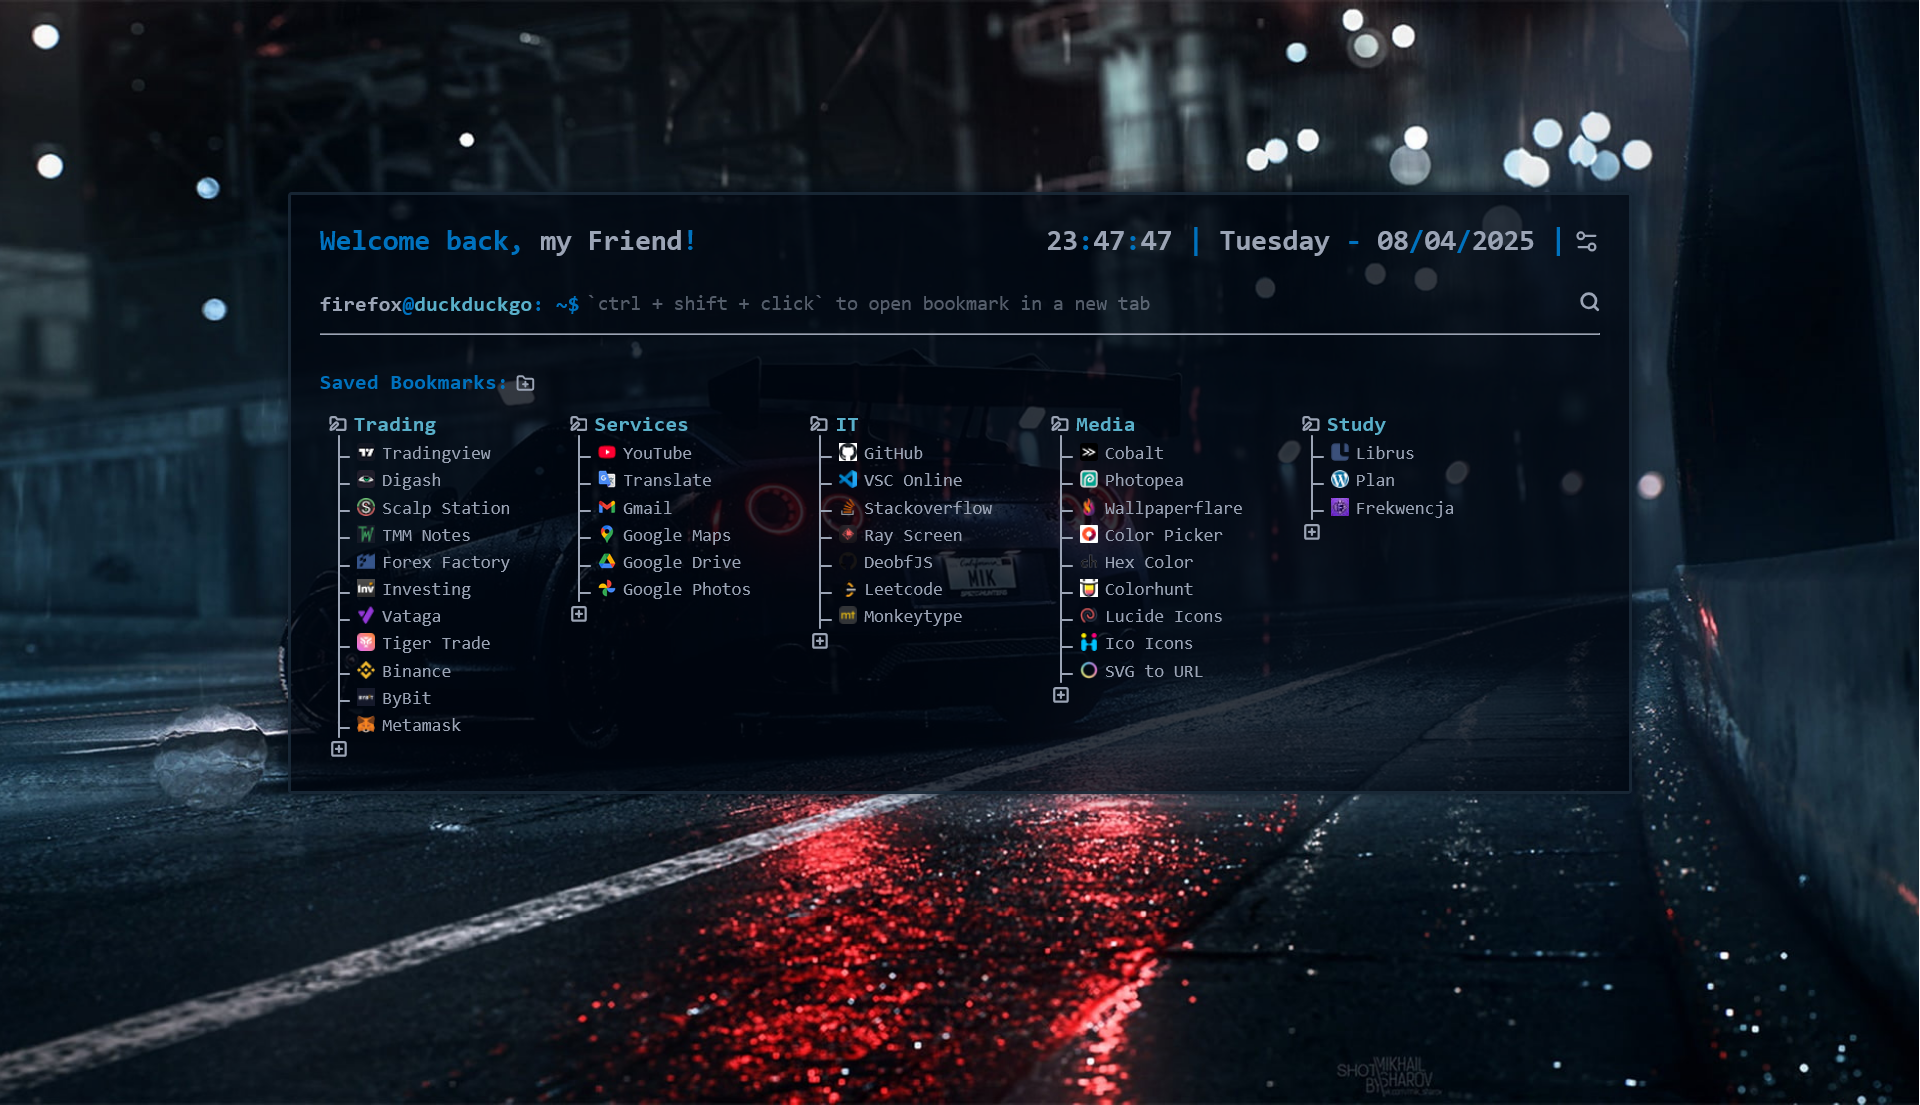 Welcome back, my Friend!
23:47:47 | Tuesday - 08/04/2025 |
firefox@duckduckgo: ~$ `ctrl + shift + click` to open bookmark in a new tab
Saved Bookmarks:
Trading
Tradingview
Digash
Scalp Station
TMM Notes
Forex Factory
Investing
Vataga
Tiger Trade
Binance
ByBit
Metamask
Services
YouTube
Translate
Gmail
Google Maps
Google Drive
Google Photos
IT
GitHub
VSC Online
Stackoverflow
Ray Screen
DeobfJS
Leetcode
Monkeytype
Media
Cobalt
Photopea
Wallpaperflare
Color Picker
Hex Color
Colorhunt
Lucide Icons
Ico Icons
SVG to URL
Study
Librus
Plan
Frekwencja
California
MIK
SHOT MIKHAIL
BY SHAROV